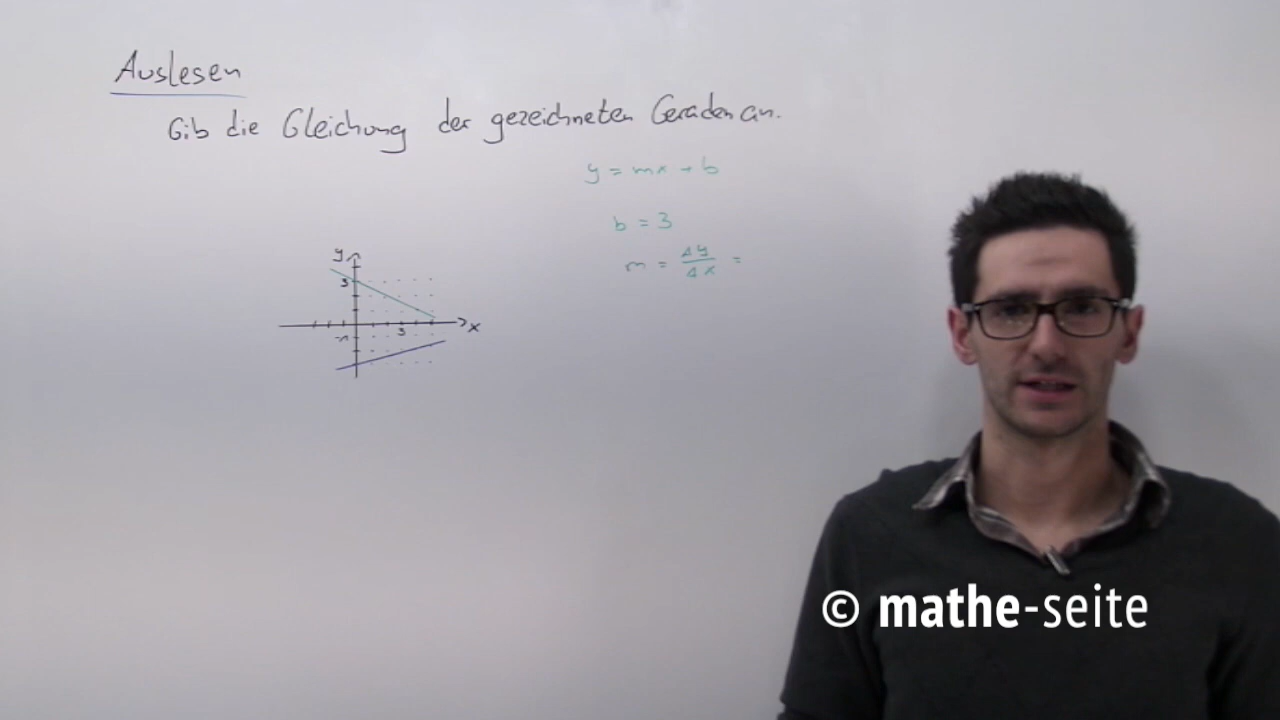 Auslesen
Gib die Gleichung der gezeichneten Geraden an.
y = mx + b
b = 3
m = Δy/Δx =
y
3
3
x
-1
© mathe-seite